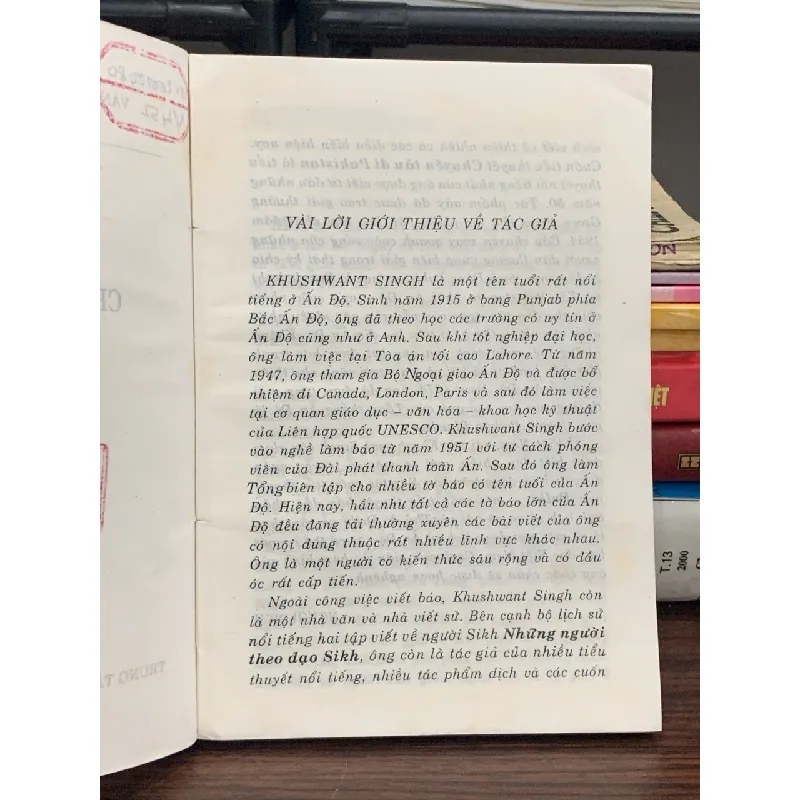 VÀI LỜI GIỚI THIỆU VỀ TÁC GIẢ
KHUSHWANT SINGH là một tên tuổi rất nổi
tiếng ở Ấn Độ. Sinh năm 1915 ở bang Punjab phía
Bắc Ấn Độ, ông đã theo học các trường có uy tín ở
Ấn Độ cũng như ở Anh. Sau khi tốt nghiệp đại học,
ông làm việc tại Tòa án tối cao Lahore. Từ năm
1947, ông tham gia Bộ Ngoại giao Ấn Độ và được bổ
nhiệm đi Canada, London, Paris và sau đó làm việc
tại cơ quan giáo dục – văn hóa – khoa học kỹ thuật
của Liên hợp quốc UNESCO. Khushwant Singh bước
vào nghề làm báo từ năm 1951 với tư cách phóng
viên của Đài phát thanh toàn Ấn. Sau đó ông làm
Tổng biên tập cho nhiều tờ báo có tên tuổi của Ấn
Độ. Hiện nay, hầu như tất cả các tờ báo lớn của Ấn
Độ đều đăng tải thường xuyên các bài viết của ông
có nội dung thuộc rất nhiều lĩnh vực khác nhau.
Ông là một người có kiến thức sâu rộng và có đầu
óc rất cấp tiến.
Ngoài công việc viết báo, Khushwant Singh còn
là một nhà văn và nhà viết sử. Bên cạnh bộ lịch sử
nổi tiếng hai tập viết về người Sikh Những người
theo đạo Sikh, ông còn là tác giả của nhiều tiểu
thuyết nổi tiếng, nhiều tác phẩm dịch và các cuốn
TRUNG TÂ
VIỆT
T.13
2000